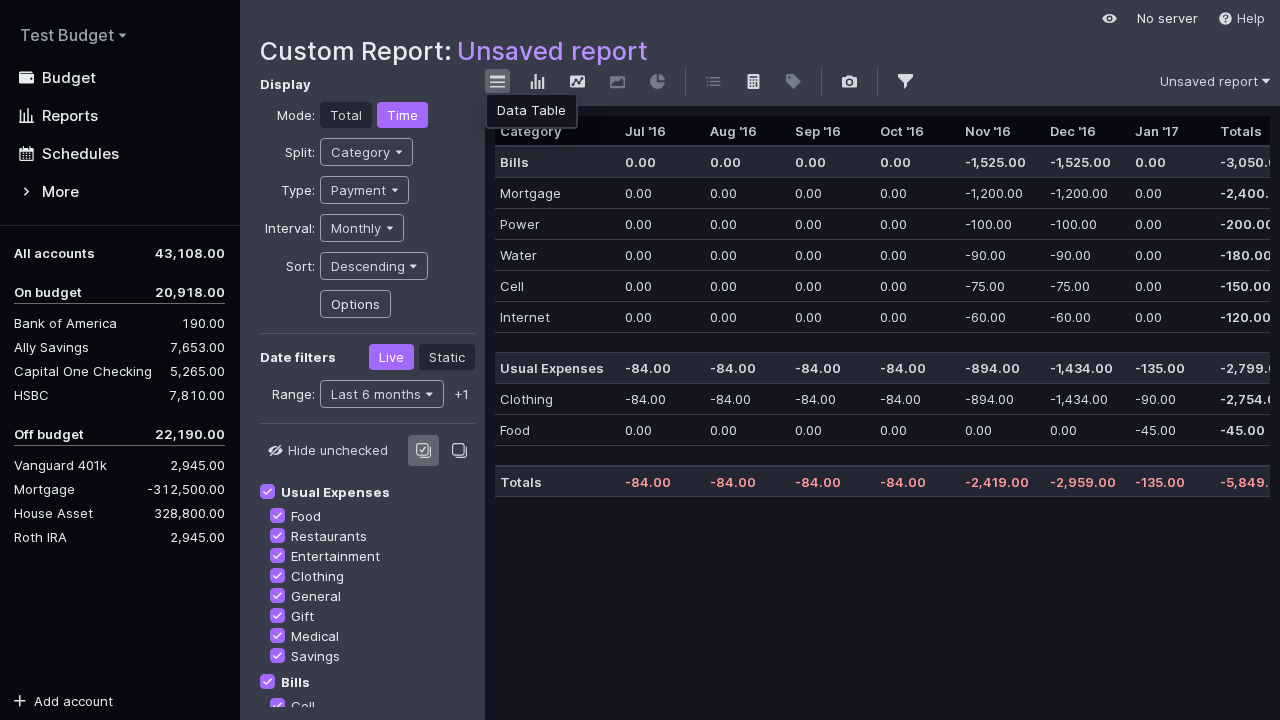 Test Budget
Budget
Reports
Schedules
More
All accounts 43,108.00
On budget 20,918.00
Bank of America 190.00
Ally Savings 7,653.00
Capital One Checking 5,265.00
HSBC 7,810.00
Off budget 22,190.00
Vanguard 401k 2,945.00
Mortgage -312,500.00
House Asset 328,800.00
Roth IRA 2,945.00
Add account
No server Help
Custom Report: Unsaved report
Display
Mode: Total Time
Split: Category
Type: Payment
Interval: Monthly
Sort: Descending
Options
Date filters Live Static
Range: Last 6 months +1
Hide unchecked
Usual Expenses
Food
Restaurants
Entertainment
Clothing
General
Gift
Medical
Savings
Bills
Cell
Unsaved report
Data Table
Category Jul '16 Aug '16 Sep '16 Oct '16 Nov '16 Dec '16 Jan '17 Totals
Bills 0.00 0.00 0.00 0.00 -1,525.00 -1,525.00 0.00 -3,050.
Mortgage 0.00 0.00 0.00 0.00 -1,200.00 -1,200.00 0.00 -2,400.
Power 0.00 0.00 0.00 0.00 -100.00 -100.00 0.00 -200.00
Water 0.00 0.00 0.00 0.00 -90.00 -90.00 0.00 -180.00
Cell 0.00 0.00 0.00 0.00 -75.00 -75.00 0.00 -150.00
Internet 0.00 0.00 0.00 0.00 -60.00 -60.00 0.00 -120.00
Usual Expenses -84.00 -84.00 -84.00 -84.00 -894.00 -1,434.00 -135.00 -2,799.
Clothing -84.00 -84.00 -84.00 -84.00 -894.00 -1,434.00 -90.00 -2,754.
Food 0.00 0.00 0.00 0.00 0.00 0.00 -45.00 -45.00
Totals -84.00 -84.00 -84.00 -84.00 -2,419.00 -2,959.00 -135.00 -5,849.